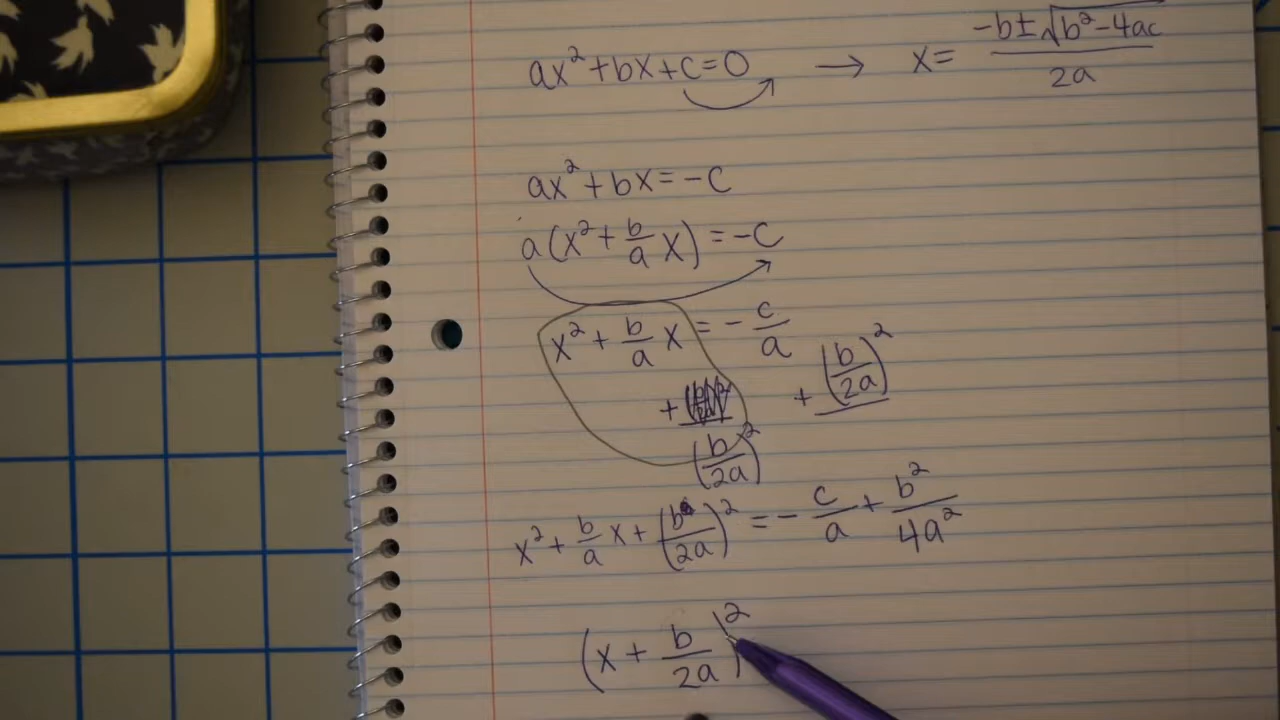 ax²+bx+c=0 → x= -b±√b²-4ac / 2a
ax²+bx=-c
a(x²+ b/a x)=-c
x²+ b/a x = - c/a
+ + (b/2a)²
(b/2a)²
x²+ b/a x+(b/2a)² = - c/a + b²/4a²
(x+ b/2a)²